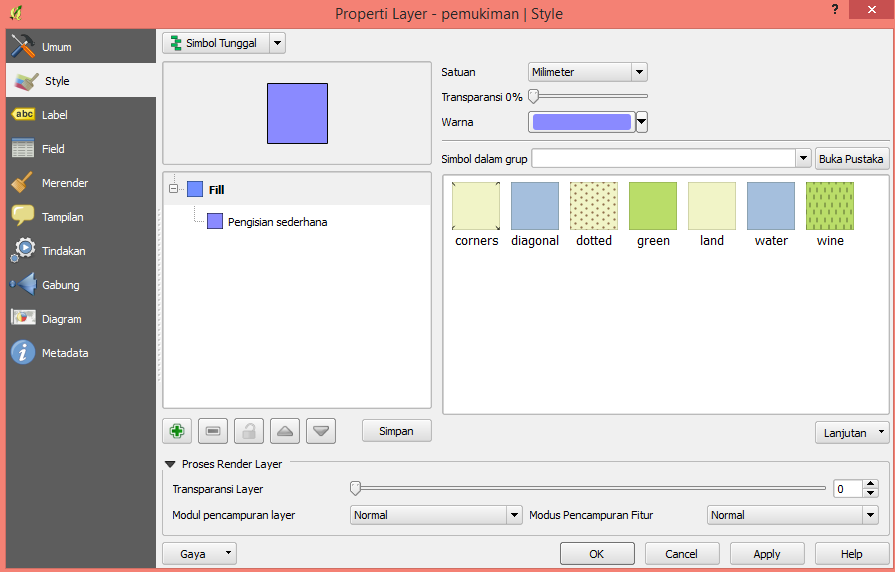 Properti Layer - pemukiman | Style
?
Umum
Style
abc Label
Field
Merender
Tampilan
Tindakan
Gabung
Diagram
Metadata
Simbol Tunggal
Satuan Milimeter
Transparansi 0%
Warna
Simbol dalam grup Buka Pustaka
Fill
Pengisian sederhana
corners diagonal dotted green land water wine
Simpan
Lanjutan
Proses Render Layer
Transparansi Layer 0
Modul pencampuran layer Normal Modus Pencampuran Fitur Normal
Gaya OK Cancel Apply Help